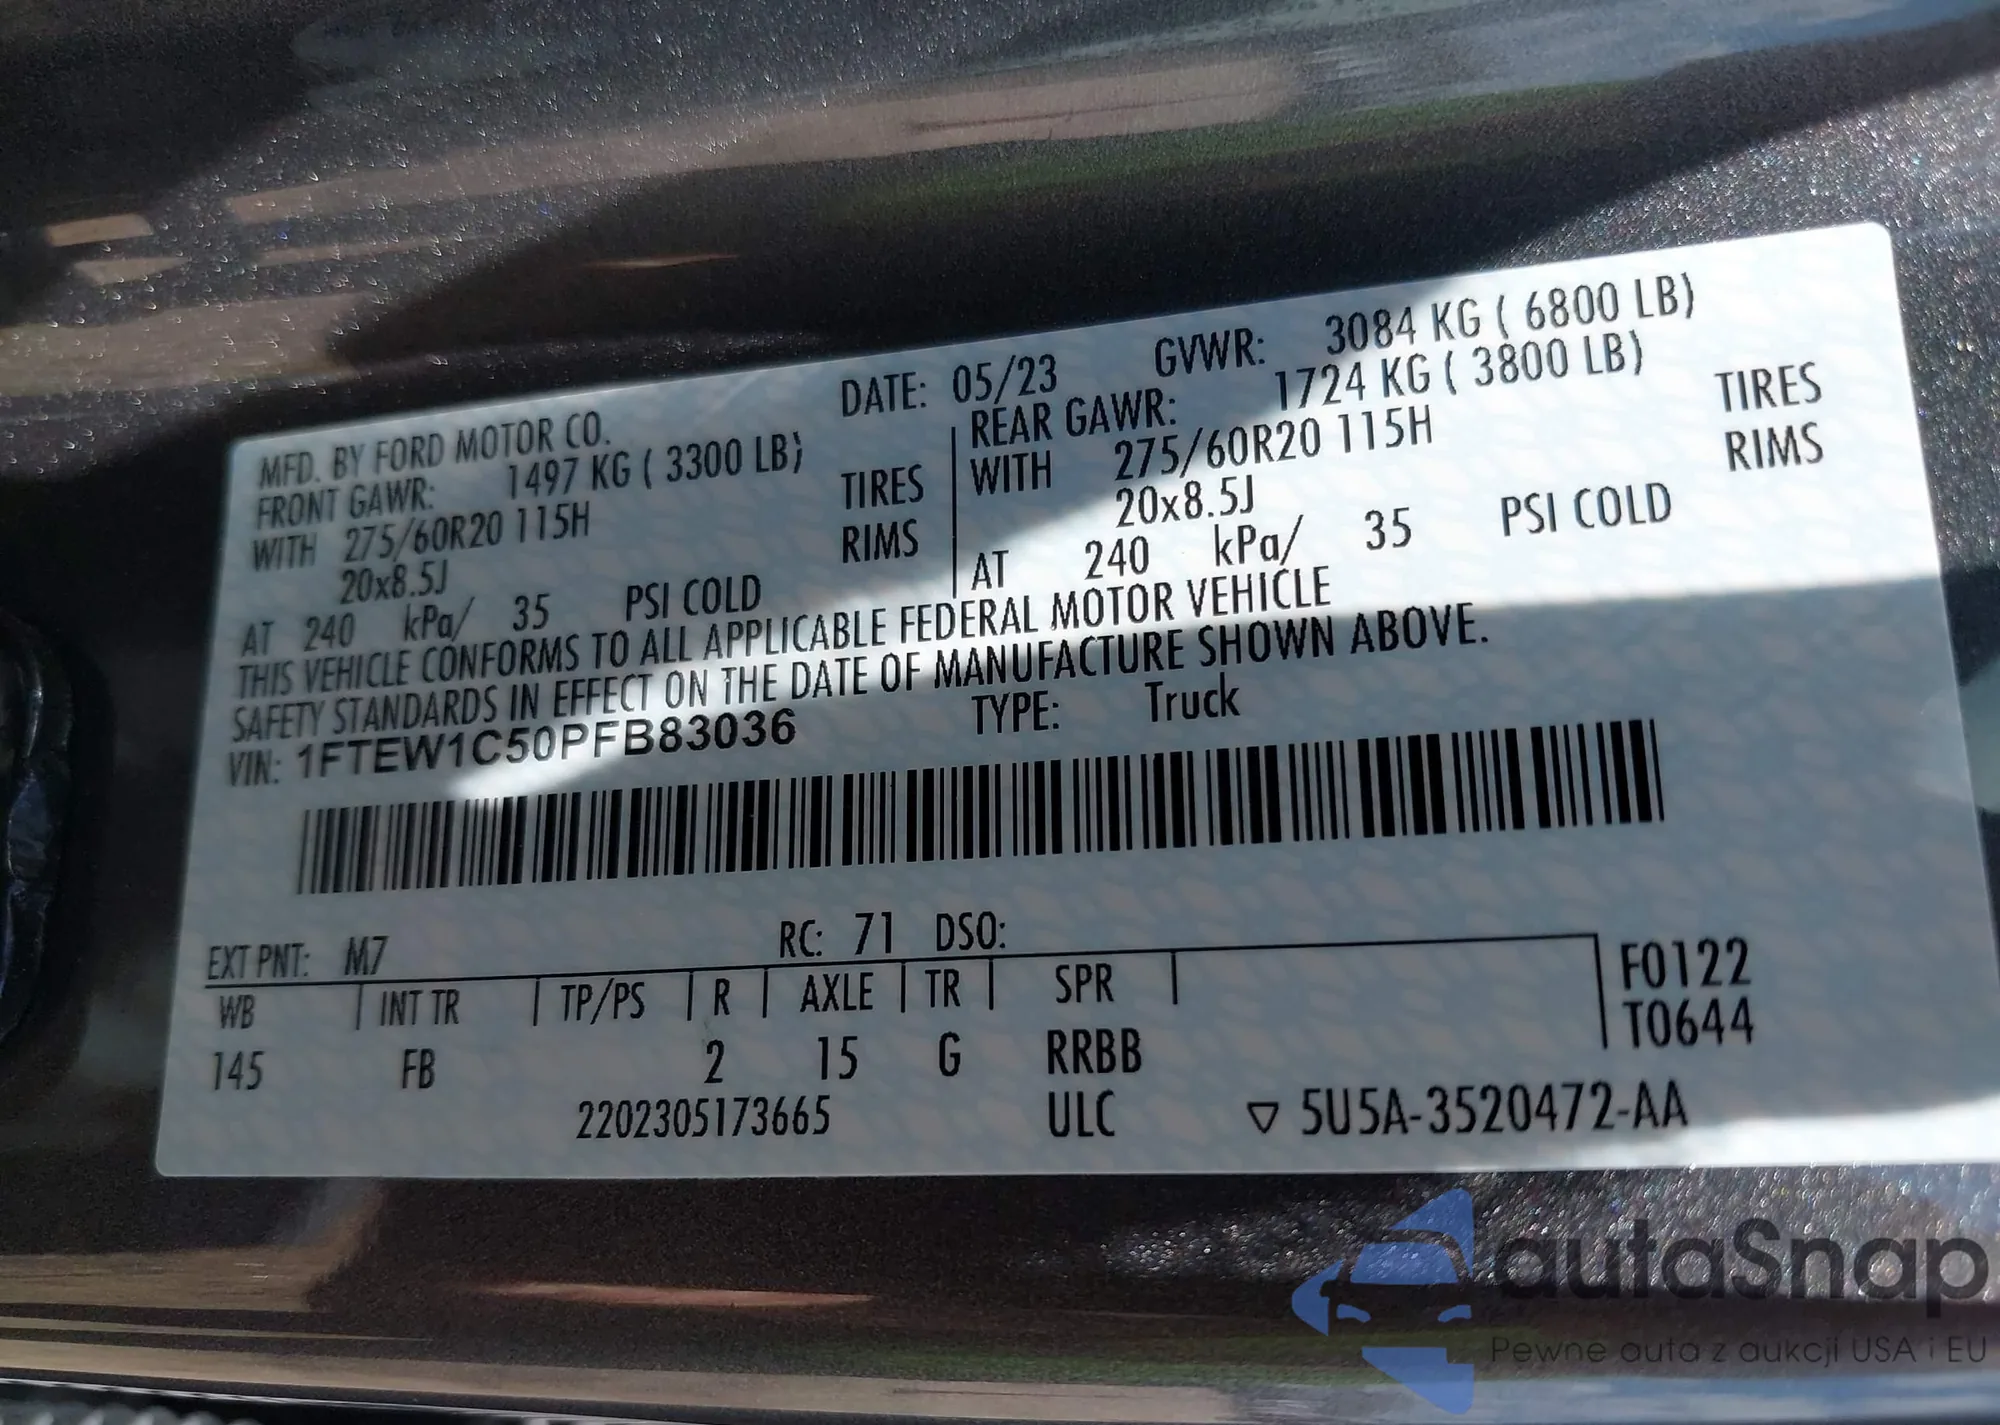 MFD. BY FORD MOTOR CO. DATE: 05/23 GVWR: 3084 KG ( 6800 LB)
FRONT GAWR: 1497 KG ( 3300 LB)
WITH 275/60R20 115H TIRES
20x8.5J RIMS
AT 240 kPa/ 35 PSI COLD
REAR GAWR: 1724 KG ( 3800 LB)
WITH 275/60R20 115H TIRES
20x8.5J RIMS
AT 240 kPa/ 35 PSI COLD
THIS VEHICLE CONFORMS TO ALL APPLICABLE FEDERAL MOTOR VEHICLE
SAFETY STANDARDS IN EFFECT ON THE DATE OF MANUFACTURE SHOWN ABOVE.
VIN: 1FTEW1C50PFB83036 TYPE: Truck
EXT PNT: M7 RC: 71 DSO:
WB INT TR TP/PS R AXLE TR SPR F0122
T0644
145 FB 2 15 G RRBB
2202305173665 ULC ▽ 5U5A-3520472-AA
autaSnap
Pewne auta z aukcji USA i EU